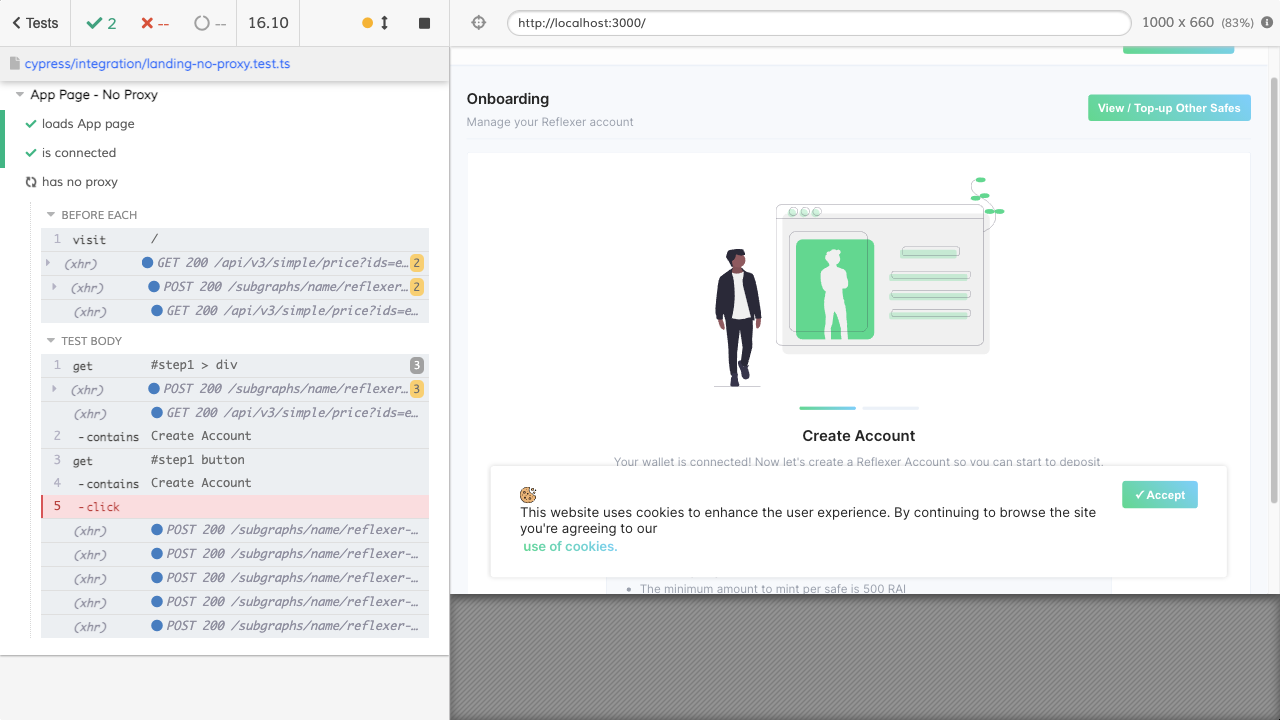 Tests
2
--
--
16.10
http://localhost:3000/
1000 x 660 (83%)
cypress/integration/landing-no-proxy.test.ts
App Page - No Proxy
loads App page
is connected
has no proxy
BEFORE EACH
1 visit /
(xhr) GET 200 /api/v3/simple/price?ids=e… 2
(xhr) POST 200 /subgraphs/name/reflexer… 2
(xhr) GET 200 /api/v3/simple/price?ids=e…
TEST BODY
1 get #step1 > div 3
(xhr) POST 200 /subgraphs/name/reflexer… 3
(xhr) GET 200 /api/v3/simple/price?ids=e…
2 -contains Create Account
3 get #step1 button
4 -contains Create Account
5 -click
(xhr) POST 200 /subgraphs/name/reflexer-…
(xhr) POST 200 /subgraphs/name/reflexer-…
(xhr) POST 200 /subgraphs/name/reflexer-…
(xhr) POST 200 /subgraphs/name/reflexer-…
(xhr) POST 200 /subgraphs/name/reflexer-…
Onboarding
Manage your Reflexer account
View / Top-up Other Safes
Create Account
Your wallet is connected! Now let's create a Reflexer Account so you can start to deposit.
This website uses cookies to enhance the user experience. By continuing to browse the site
you're agreeing to our
use of cookies.
✓ Accept
• The minimum amount to mint per safe is 500 RAI